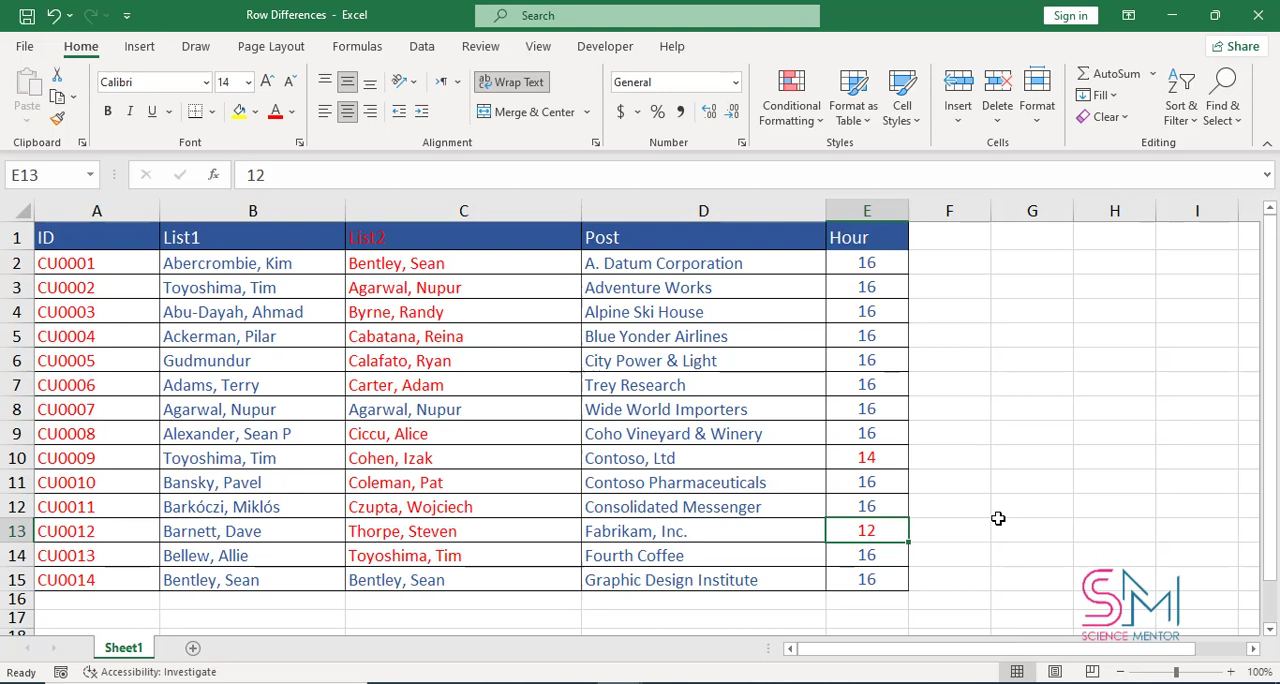 Row Differences - Excel
Search
Sign in
File Home Insert Draw Page Layout Formulas Data Review View Developer Help
Share
Paste
Calibri 14
B I U
Wrap Text
Merge & Center
General
$ % ,
Conditional Formatting
Format as Table
Cell Styles
Insert
Delete
Format
AutoSum
Fill
Clear
Sort & Filter
Find & Select
Clipboard Font Alignment Number Styles Cells Editing
E13 fx 12
A B C D E F G H I
1 ID List1 List2 Post Hour
2 CU0001 Abercrombie, Kim Bentley, Sean A. Datum Corporation 16
3 CU0002 Toyoshima, Tim Agarwal, Nupur Adventure Works 16
4 CU0003 Abu-Dayah, Ahmad Byrne, Randy Alpine Ski House 16
5 CU0004 Ackerman, Pilar Cabatana, Reina Blue Yonder Airlines 16
6 CU0005 Gudmundur Calafato, Ryan City Power & Light 16
7 CU0006 Adams, Terry Carter, Adam Trey Research 16
8 CU0007 Agarwal, Nupur Agarwal, Nupur Wide World Importers 16
9 CU0008 Alexander, Sean P Ciccu, Alice Coho Vineyard & Winery 16
10 CU0009 Toyoshima, Tim Cohen, Izak Contoso, Ltd 14
11 CU0010 Bansky, Pavel Coleman, Pat Contoso Pharmaceuticals 16
12 CU0011 Barkóczi, Miklós Czupta, Wojciech Consolidated Messenger 16
13 CU0012 Barnett, Dave Thorpe, Steven Fabrikam, Inc. 12
14 CU0013 Bellew, Allie Toyoshima, Tim Fourth Coffee 16
15 CU0014 Bentley, Sean Bentley, Sean Graphic Design Institute 16
16
17
18
SM
SCIENCE MENTOR
Sheet1
Ready Accessibility: Investigate 100%